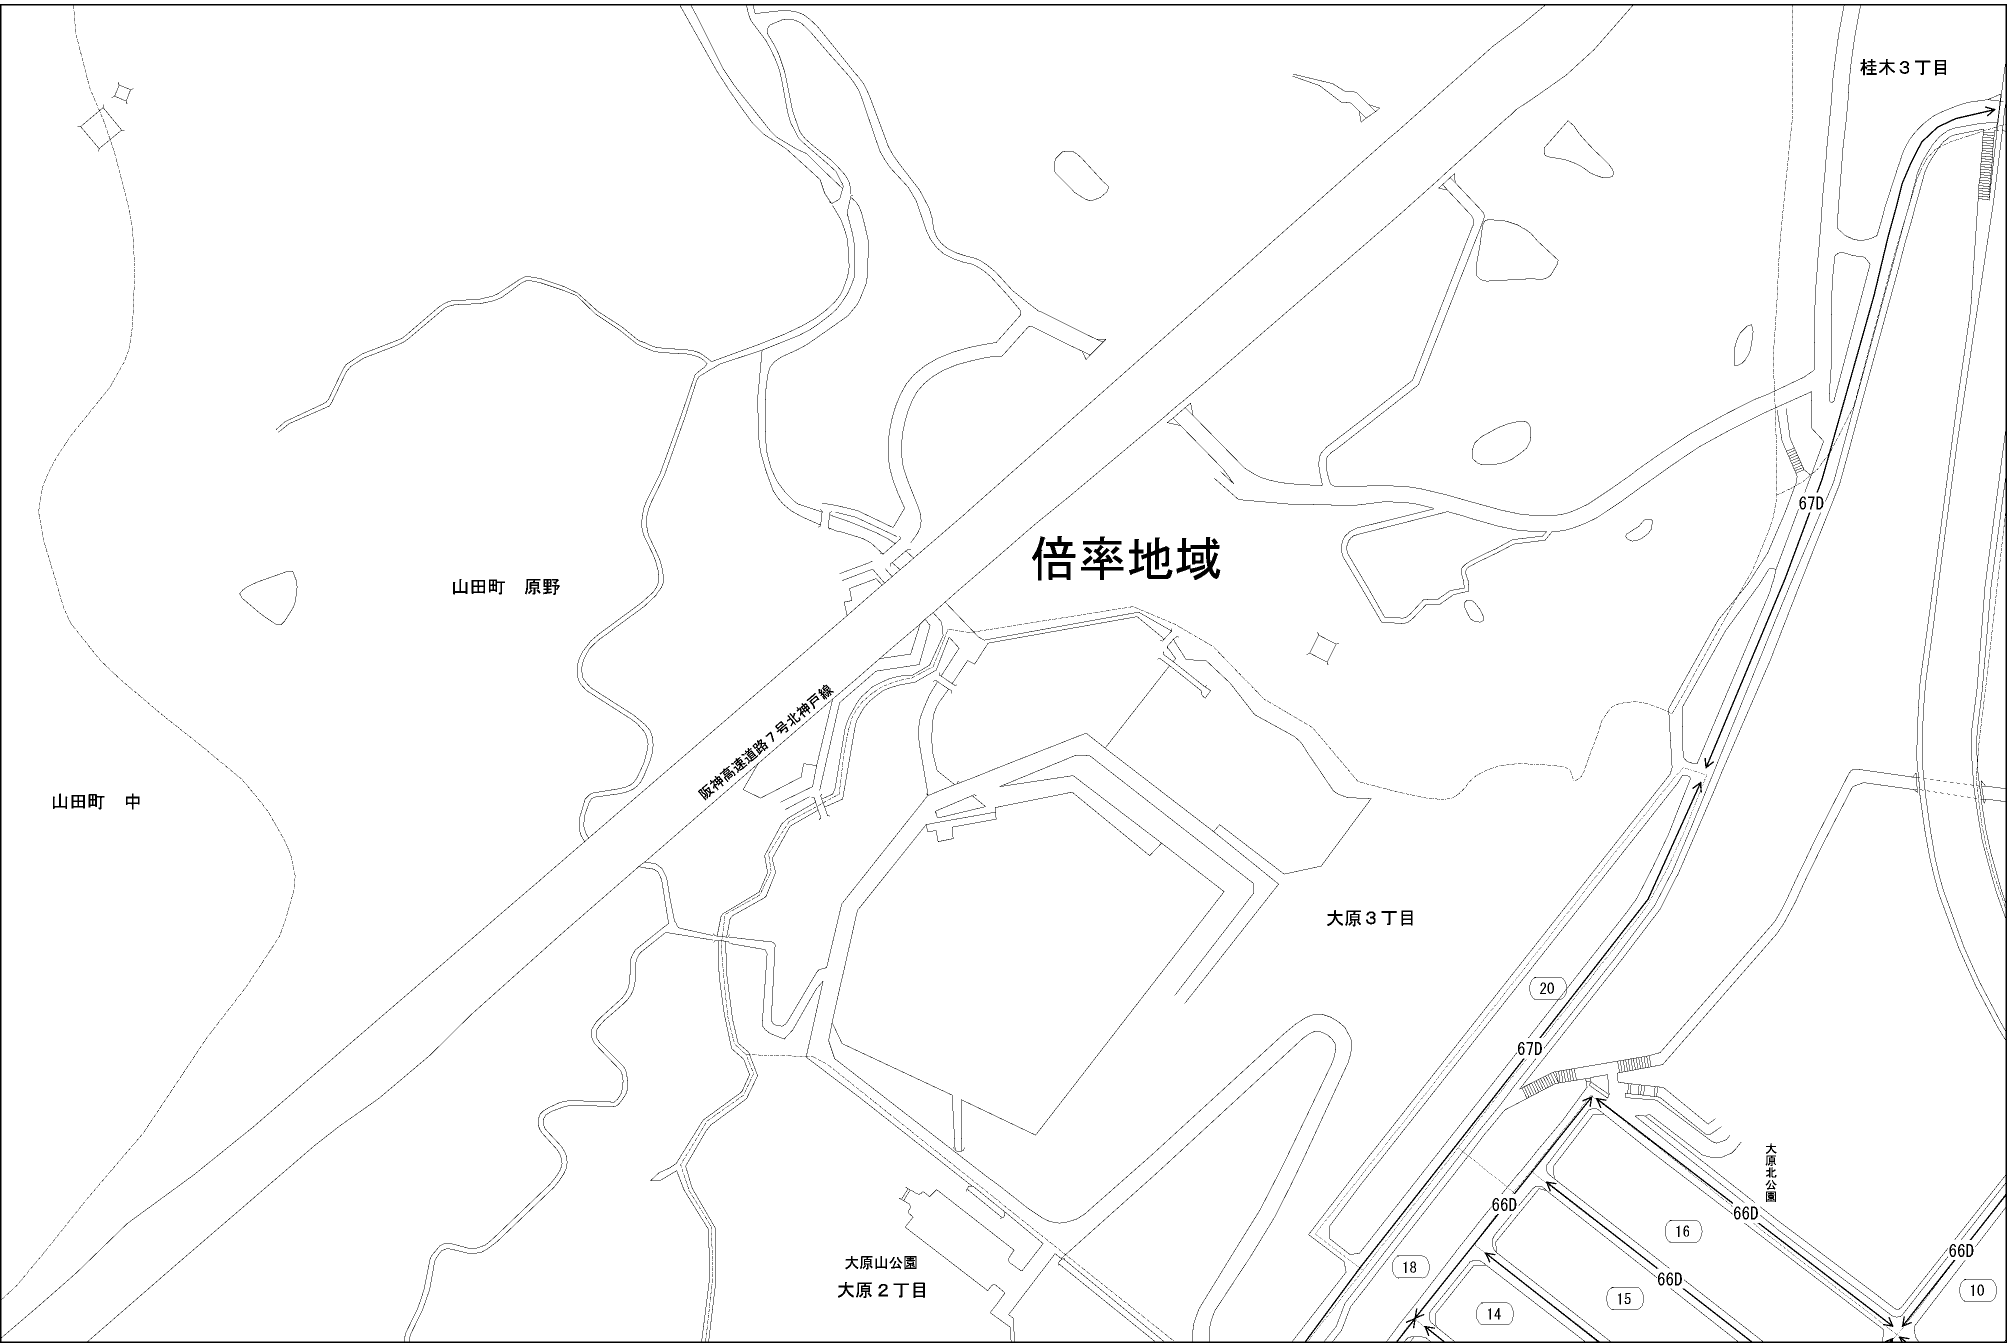 桂木３丁目
67D
倍率地域
山田町　原野
阪神高速道路７号北神戸線
山田町　中
大原３丁目
20
67D
大原北公園
66D
66D
16
66D
18
大原山公園
66D
大原２丁目
10
15
14